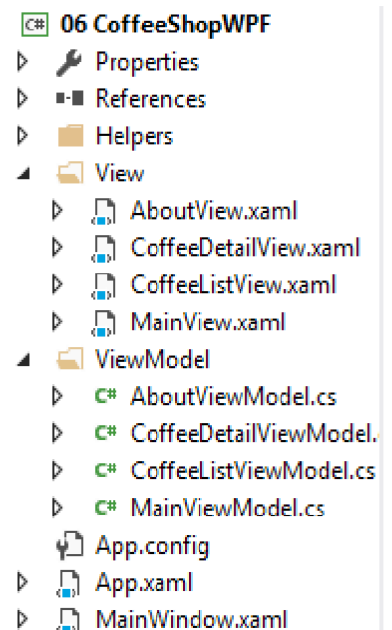 C# 06 CoffeeShopWPF
Properties
References
Helpers
View
AboutView.xaml
CoffeeDetailView.xaml
CoffeeListView.xaml
MainView.xaml
ViewModel
C# AboutViewModel.cs
C# CoffeeDetailViewModel.
C# CoffeeListViewModel.cs
C# MainViewModel.cs
App.config
App.xaml
MainWindow.xaml